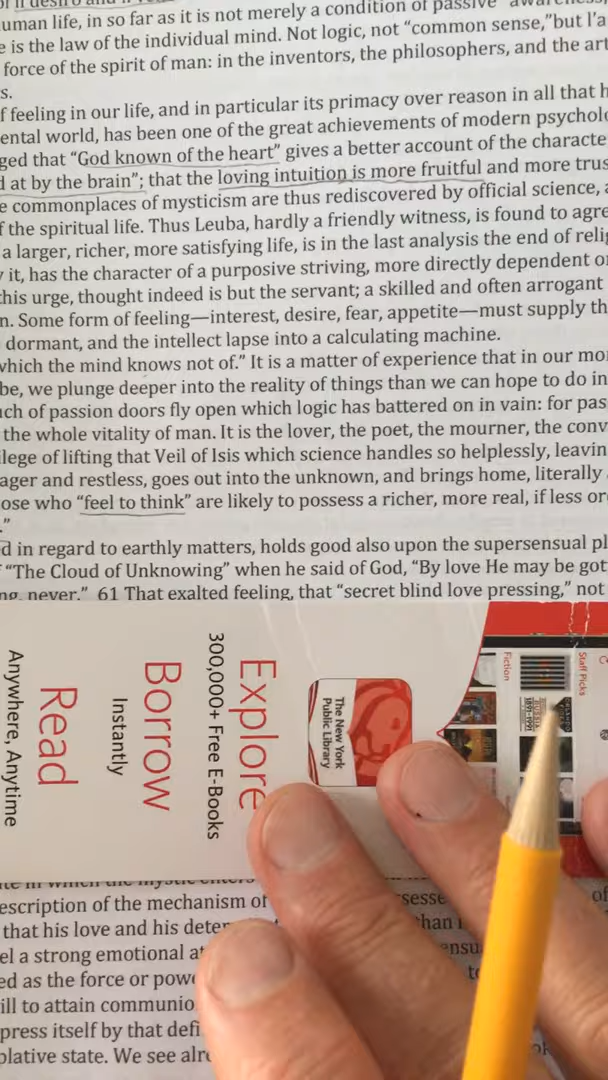 uman life, in so far as it is not merely a condition of passive
e is the law of the individual mind. Not logic, not “common sense,”but l’a
force of the spirit of man: in the inventors, the philosophers, and the art
s.
f feeling in our life, and in particular its primacy over reason in all that h
ental world, has been one of the great achievements of modern psycholo
ged that “God known of the heart” gives a better account of the characte
d at by the brain”; that the loving intuition is more fruitful and more trus
e commonplaces of mysticism are thus rediscovered by official science, a
f the spiritual life. Thus Leuba, hardly a friendly witness, is found to agre
a larger, richer, more satisfying life, is in the last analysis the end of reli
y it, has the character of a purposive striving, more directly dependent o
this urge, thought indeed is but the servant; a skilled and often arrogant
n. Some form of feeling—interest, desire, fear, appetite—must supply th
dormant, and the intellect lapse into a calculating machine.
which the mind knows not of.” It is a matter of experience that in our mo
be, we plunge deeper into the reality of things than we can hope to do in
uch of passion doors fly open which logic has battered on in vain: for pas
the whole vitality of man. It is the lover, the poet, the mourner, the conv
ilege of lifting that Veil of Isis which science handles so helplessly, leavin
ager and restless, goes out into the unknown, and brings home, literally
ose who “feel to think” are likely to possess a richer, more real, if less or
.”
d in regard to earthly matters, holds good also upon the supersensual pl
“The Cloud of Unknowing” when he said of God, “By love He may be got
ng, never.” 61 That exalted feeling, that “secret blind love pressing,” not
Staff Picks
Fiction
The New York
Public Library
Explore
300,000+ Free E-Books
Borrow
Instantly
Read
Anywhere, Anytime
te in which the mystic enters
escription of the mechanism of
that his love and his deter
than
el a strong emotional a
ensu
ed as the force or powe
ill to attain communio
press itself by that defi
plative state. We see alre